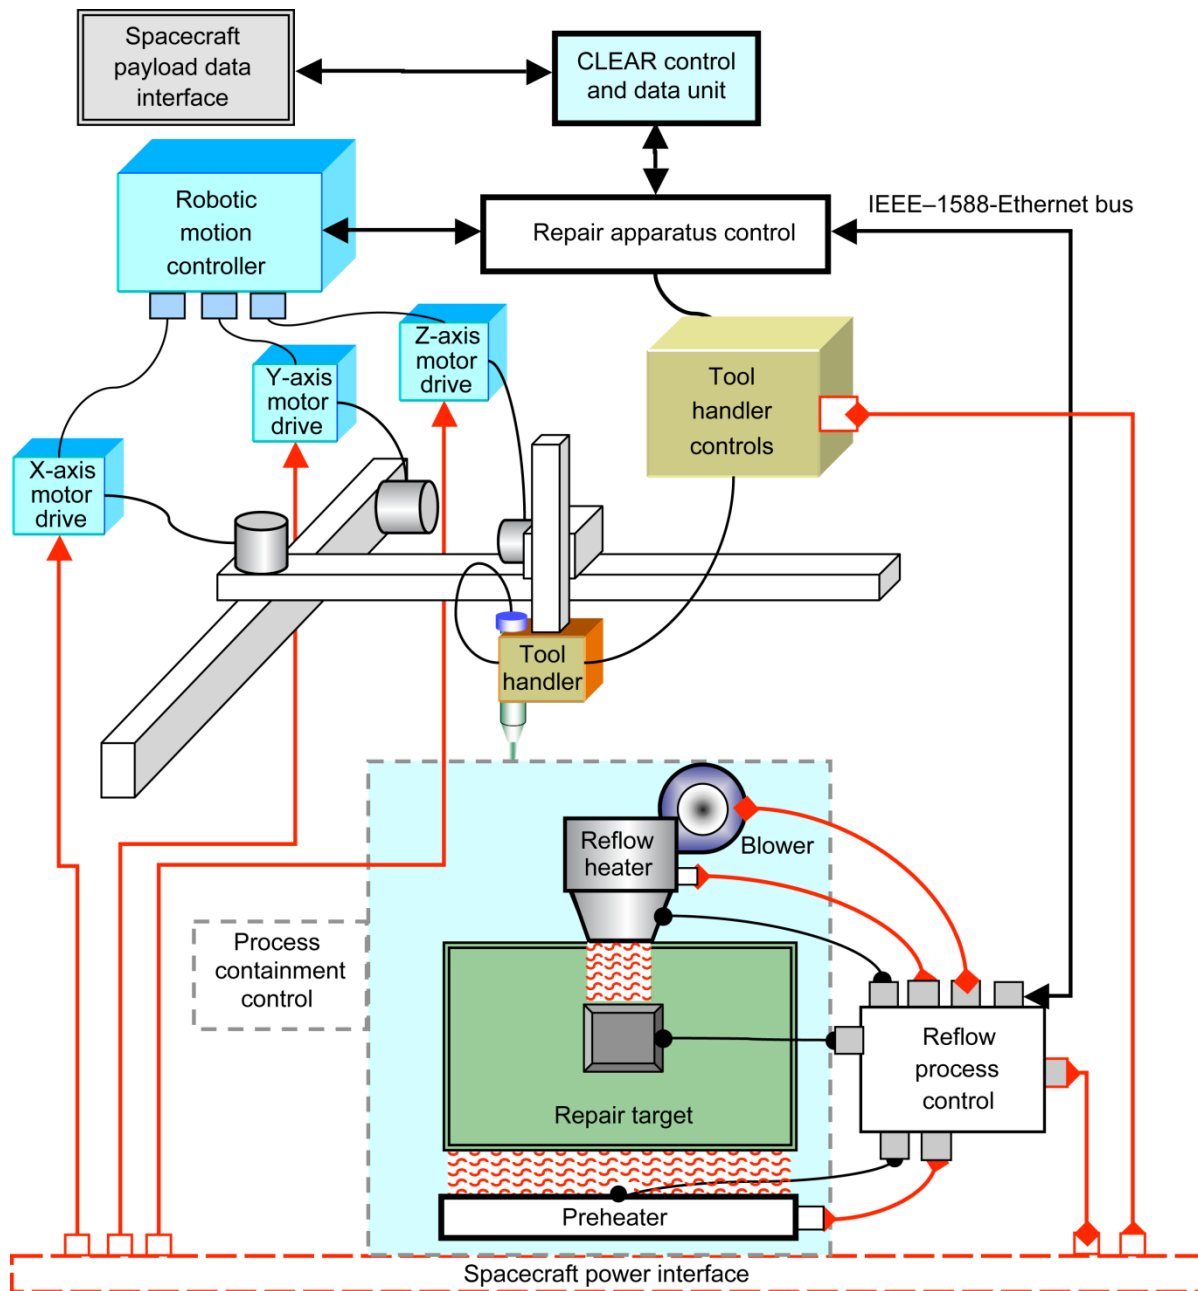 Spacecraft
payload data
interface
CLEAR control
and data unit
Robotic
motion
controller
Repair apparatus control
IEEE–1588-Ethernet bus
Z-axis
motor
drive
Y-axis
motor
drive
X-axis
motor
drive
Tool
handler
controls
Tool
handler
Reflow
heater
Blower
Process
containment
control
Reflow
process
control
Repair target
Preheater
Spacecraft power interface